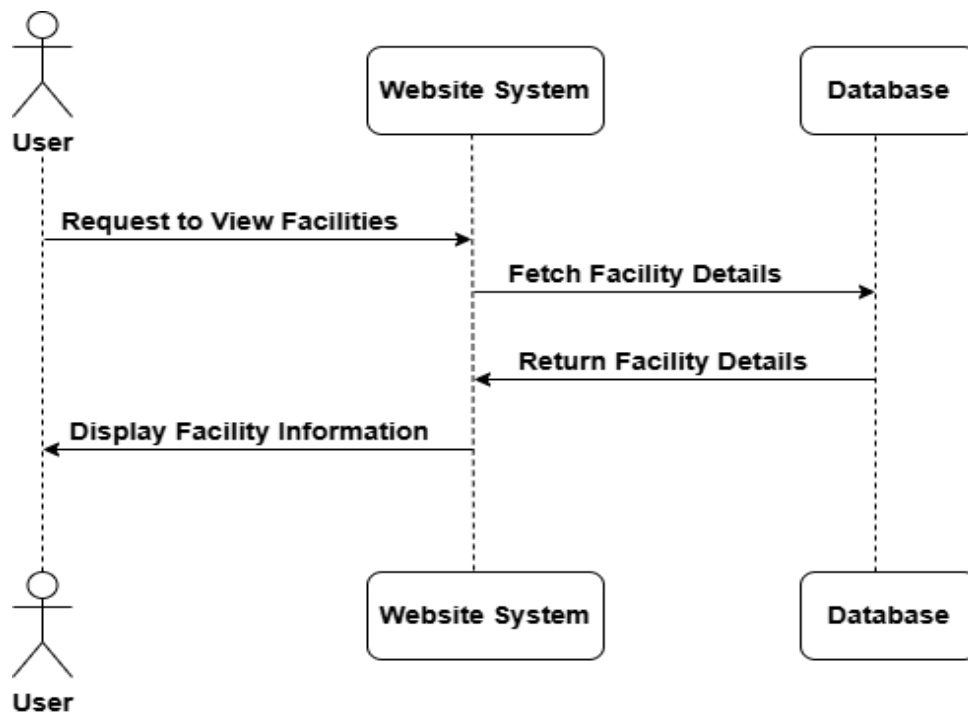 Website System
Database
User
Request to View Facilities
Fetch Facility Details
Return Facility Details
Display Facility Information
Website System
Database
User